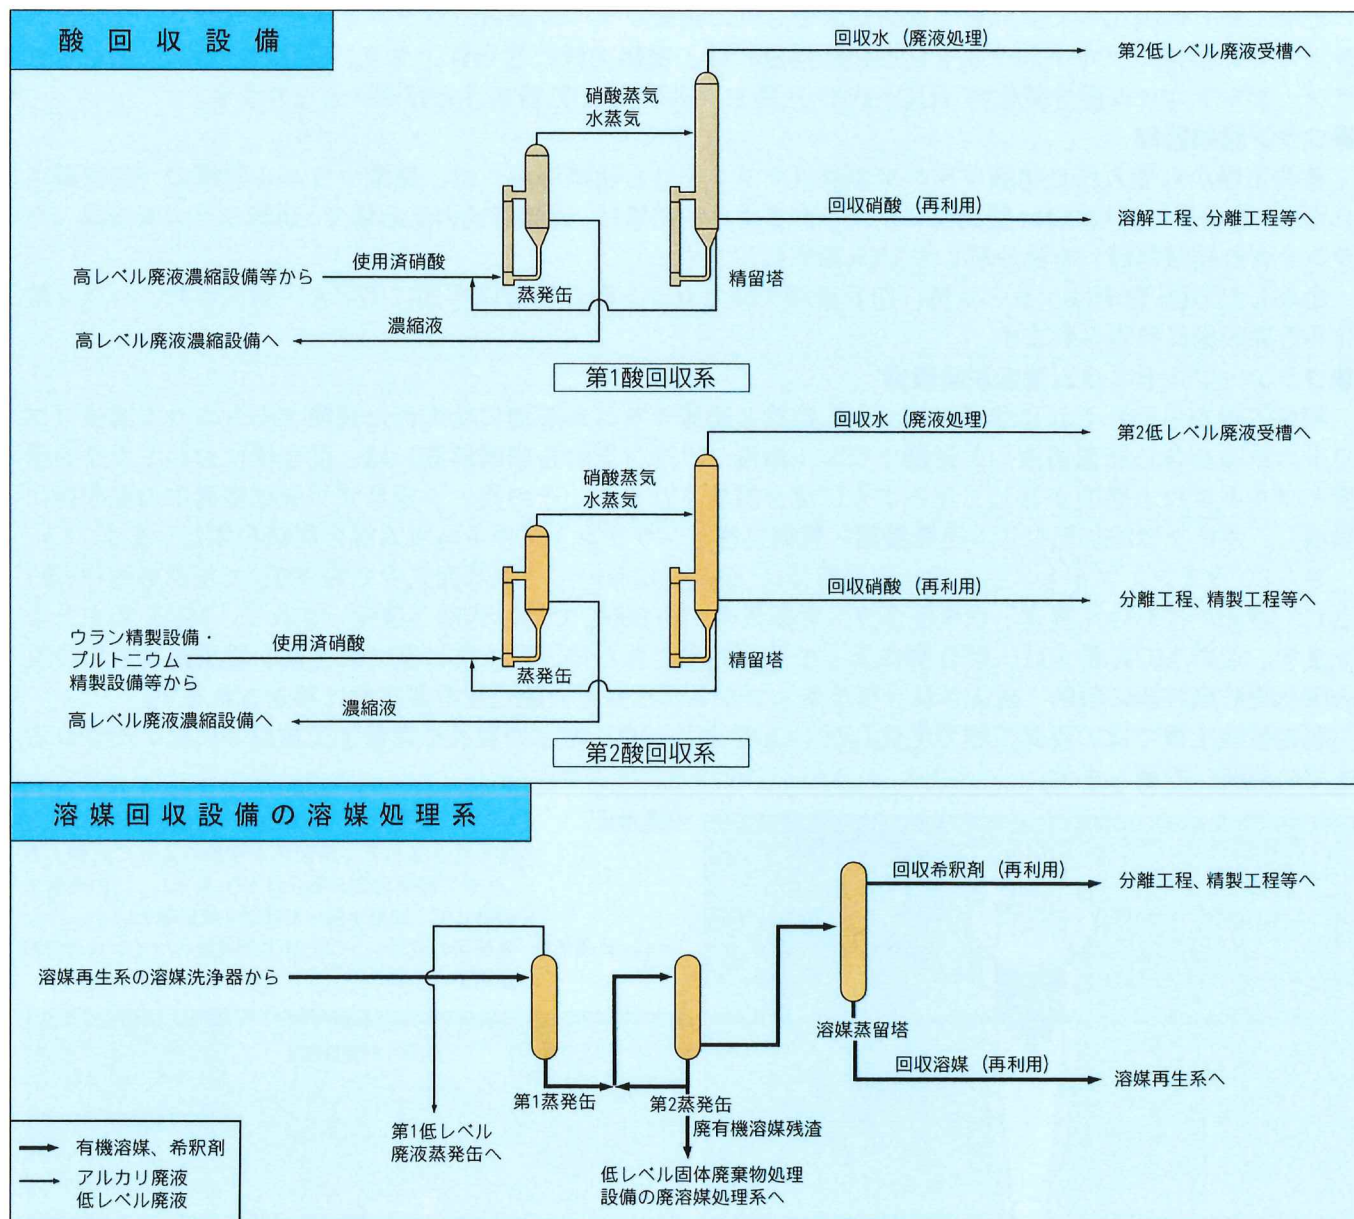 酸回収設備
回収水（廃液処理）
第2低レベル廃液受槽へ
硝酸蒸気
水蒸気
回収硝酸（再利用）
溶解工程、分離工程等へ
使用済硝酸
高レベル廃液濃縮設備等から
蒸発缶
精留塔
濃縮液
高レベル廃液濃縮設備へ
第1酸回収系
回収水（廃液処理）
第2低レベル廃液受槽へ
硝酸蒸気
水蒸気
回収硝酸（再利用）
分離工程、精製工程等へ
ウラン精製設備・
プルトニウム
精製設備等から
使用済硝酸
蒸発缶
精留塔
濃縮液
高レベル廃液濃縮設備へ
第2酸回収系
溶媒回収設備の溶媒処理系
回収希釈剤（再利用）
分離工程、精製工程等へ
溶媒再生系の溶媒洗浄器から
溶媒蒸留塔
回収溶媒（再利用）
溶媒再生系へ
第1蒸発缶
第2蒸発缶
第1低レベル
廃液蒸発缶へ
廃有機溶媒残渣
低レベル固体廃棄物処理
設備の廃溶媒処理系へ
有機溶媒、希釈剤
アルカリ廃液
低レベル廃液